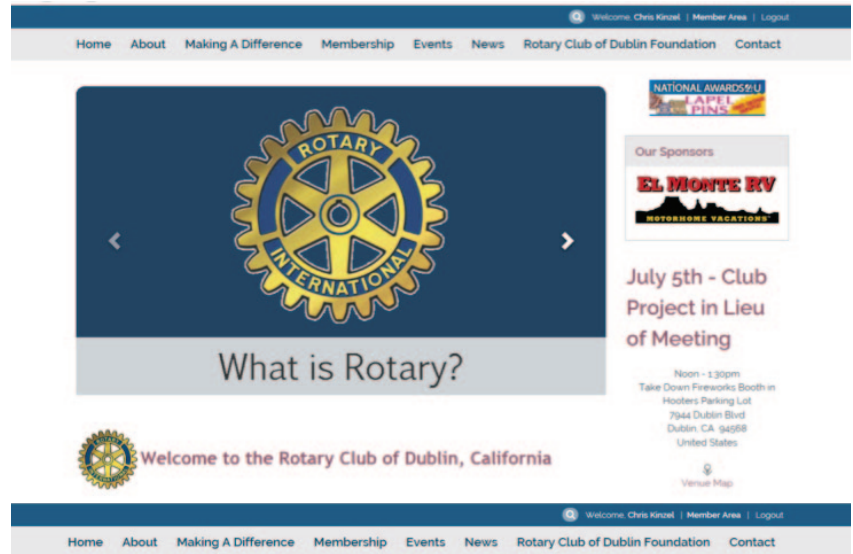 Welcome, Chris Kinzel | Member Area | Logout
Home About Making A Difference Membership Events News Rotary Club of Dublin Foundation Contact
NATIONAL AWARDS4U
LAPEL
PINS
ROTARY
INTERNATIONAL
What is Rotary?
Our Sponsors
EL MONTE RV
MOTORHOME VACATIONS
July 5th - Club
Project in Lieu
of Meeting
Noon - 1:30pm
Take Down Fireworks Booth in
Hooters Parking Lot
7944 Dublin Blvd
Dublin, CA 94568
United States
Venue Map
ROTARY
INTERNATIONAL
Welcome to the Rotary Club of Dublin, California
Welcome, Chris Kinzel | Member Area | Logout
Home About Making A Difference Membership Events News Rotary Club of Dublin Foundation Contact